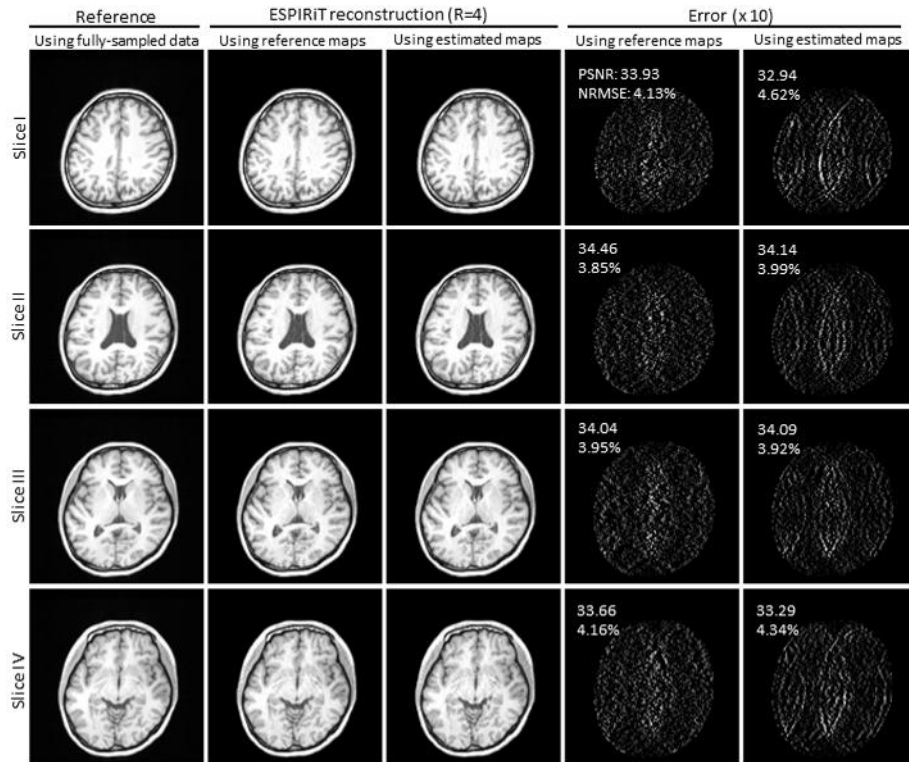 Reference
ESPIRiT reconstruction (R=4)
Error (x 10)
Using fully-sampled data
Using reference maps
Using estimated maps
Using reference maps
Using estimated maps
Slice I
PSNR: 33.93
NRMSE: 4.13%
32.94
4.62%
Slice II
34.46
3.85%
34.14
3.99%
Slice III
34.04
3.95%
34.09
3.92%
Slice IV
33.66
4.16%
33.29
4.34%